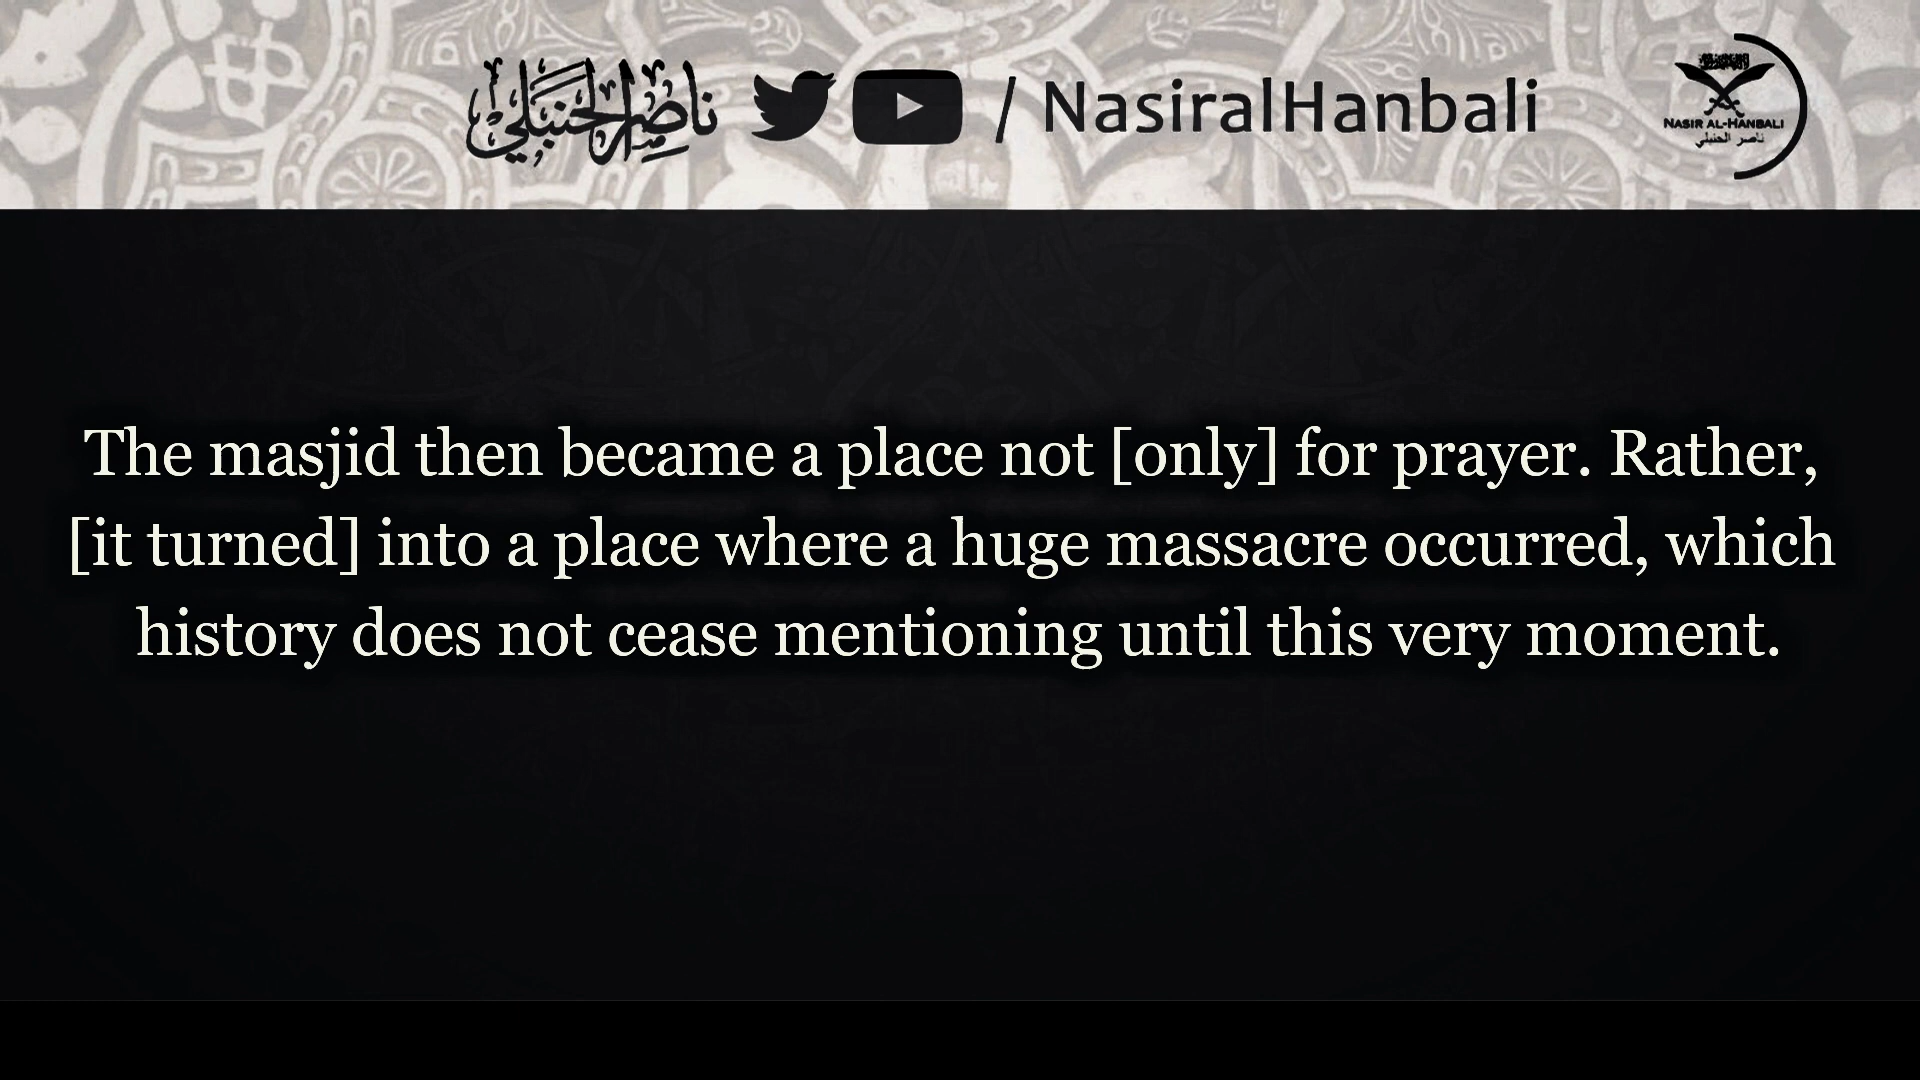 ناصر الحنبلي / NasiralHanbali
NASIR AL-HANBALI
ناصر الحنبلي
The masjid then became a place not [only] for prayer. Rather,
[it turned] into a place where a huge massacre occurred, which
history does not cease mentioning until this very moment.